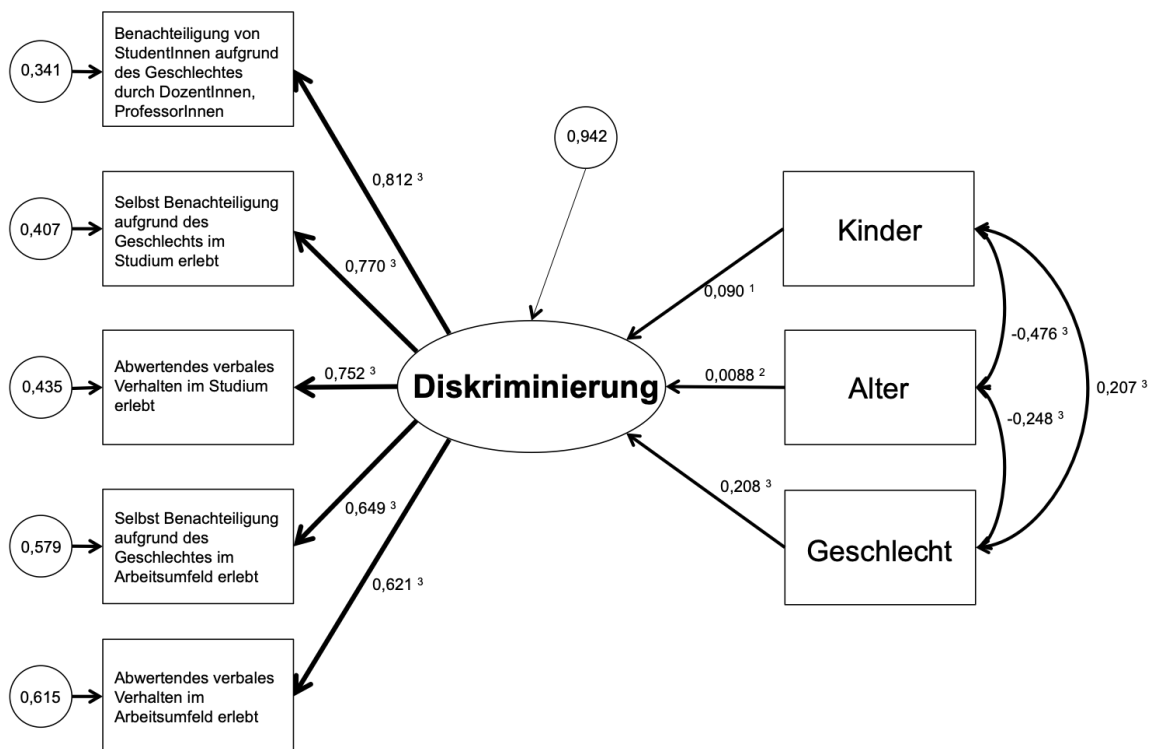 0,341
Benachteiligung von
StudentInnen aufgrund
des Geschlechtes
durch DozentInnen,
ProfessorInnen
0,942
0,812 ³
0,407
Selbst Benachteiligung
aufgrund des
Geschlechts im
Studium erlebt
0,770 ³
Kinder
0,090 ¹
-0,476 ³
0,435
Abwertendes verbales
Verhalten im Studium
erlebt
0,752 ³
Diskriminierung
0,0088 ²
Alter
0,207 ³
-0,248 ³
0,579
Selbst Benachteiligung
aufgrund des
Geschlechtes im
Arbeitsumfeld erlebt
0,649 ³
0,208 ³
Geschlecht
0,621 ³
0,615
Abwertendes verbales
Verhalten im
Arbeitsumfeld erlebt